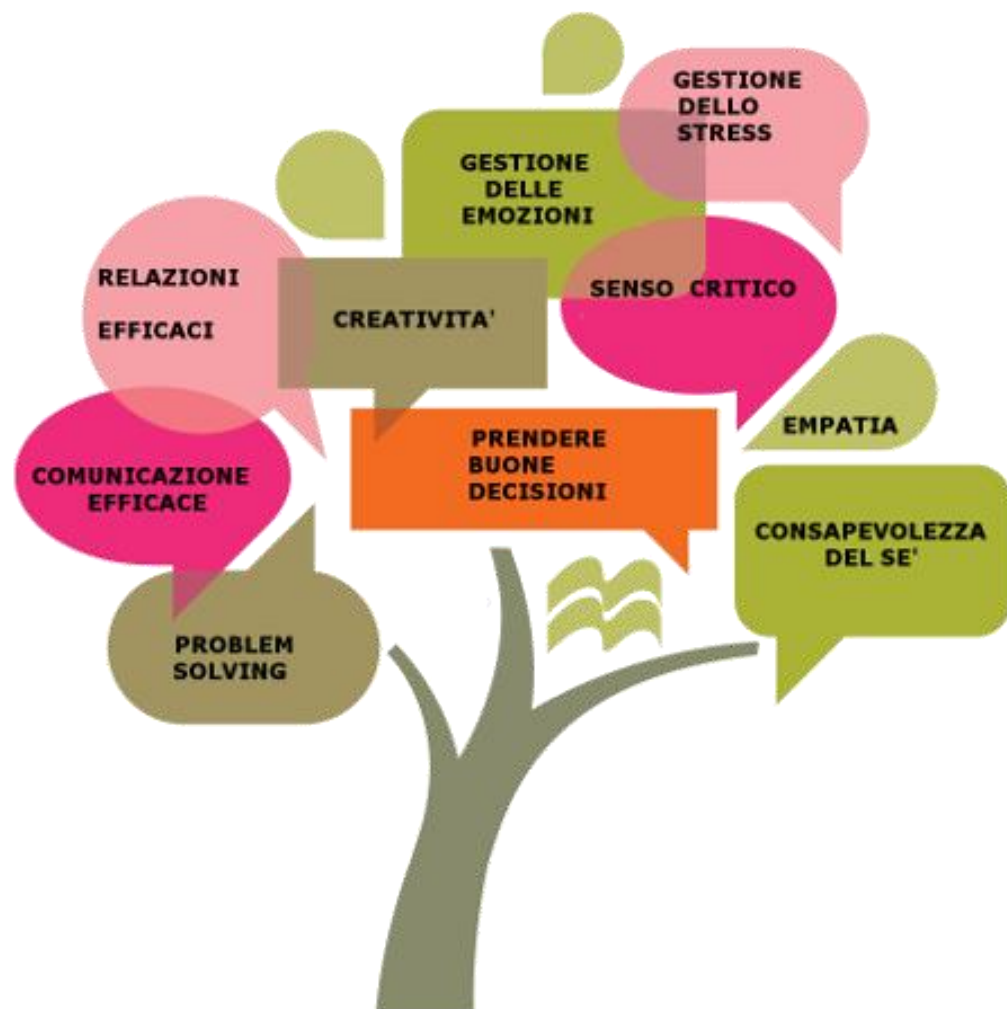 GESTIONE
DELLO
STRESS
GESTIONE
DELLE
EMOZIONI
RELAZIONI
EFFICACI
CREATIVITA'
SENSO CRITICO
EMPATIA
PRENDERE
BUONE
DECISIONI
COMUNICAZIONE
EFFICACE
CONSAPEVOLEZZA
DEL SE'
PROBLEM
SOLVING